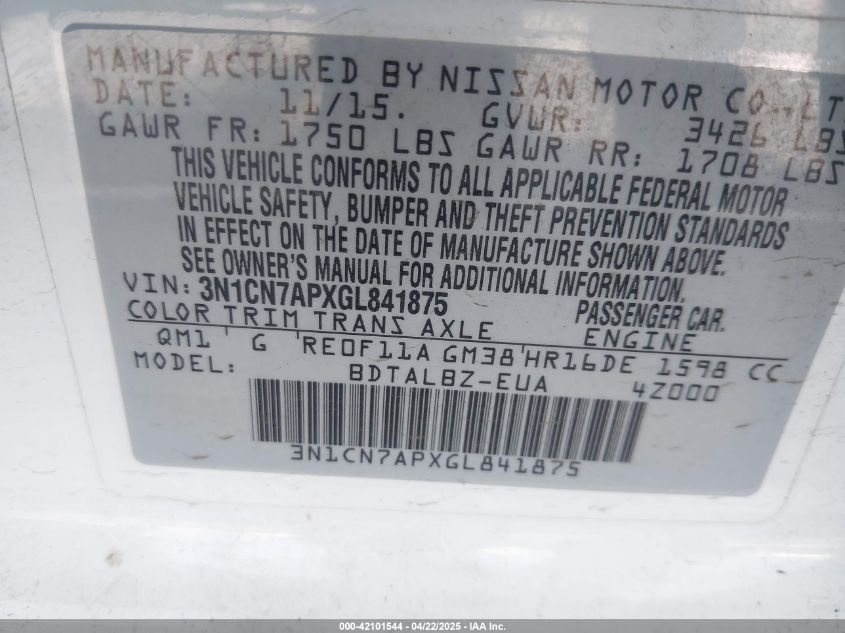 MANUFACTURED BY NISSAN MOTOR CO.,LT
DATE: 11/15. GVWR: 3426 LBS
GAWR FR: 1750 LBS GAWR RR: 1708 LBS
THIS VEHICLE CONFORMS TO ALL APPLICABLE FEDERAL MOTOR
VEHICLE SAFETY, BUMPER AND THEFT PREVENTION STANDARDS
IN EFFECT ON THE DATE OF MANUFACTURE SHOWN ABOVE.
SEE OWNER'S MANUAL FOR ADDITIONAL INFORMATION.
VIN: 3N1CN7APXGL841875 PASSENGER CAR.
COLOR TRIM TRANS AXLE ENGINE
QM1 ' G ' RE0F11A GM38 ' HR16DE 1598 CC
MODEL: BDTALBZ-EUA 4Z000
3N1CN7APXGL841875
000-42101544 - 04/22/2025 - IAA Inc.